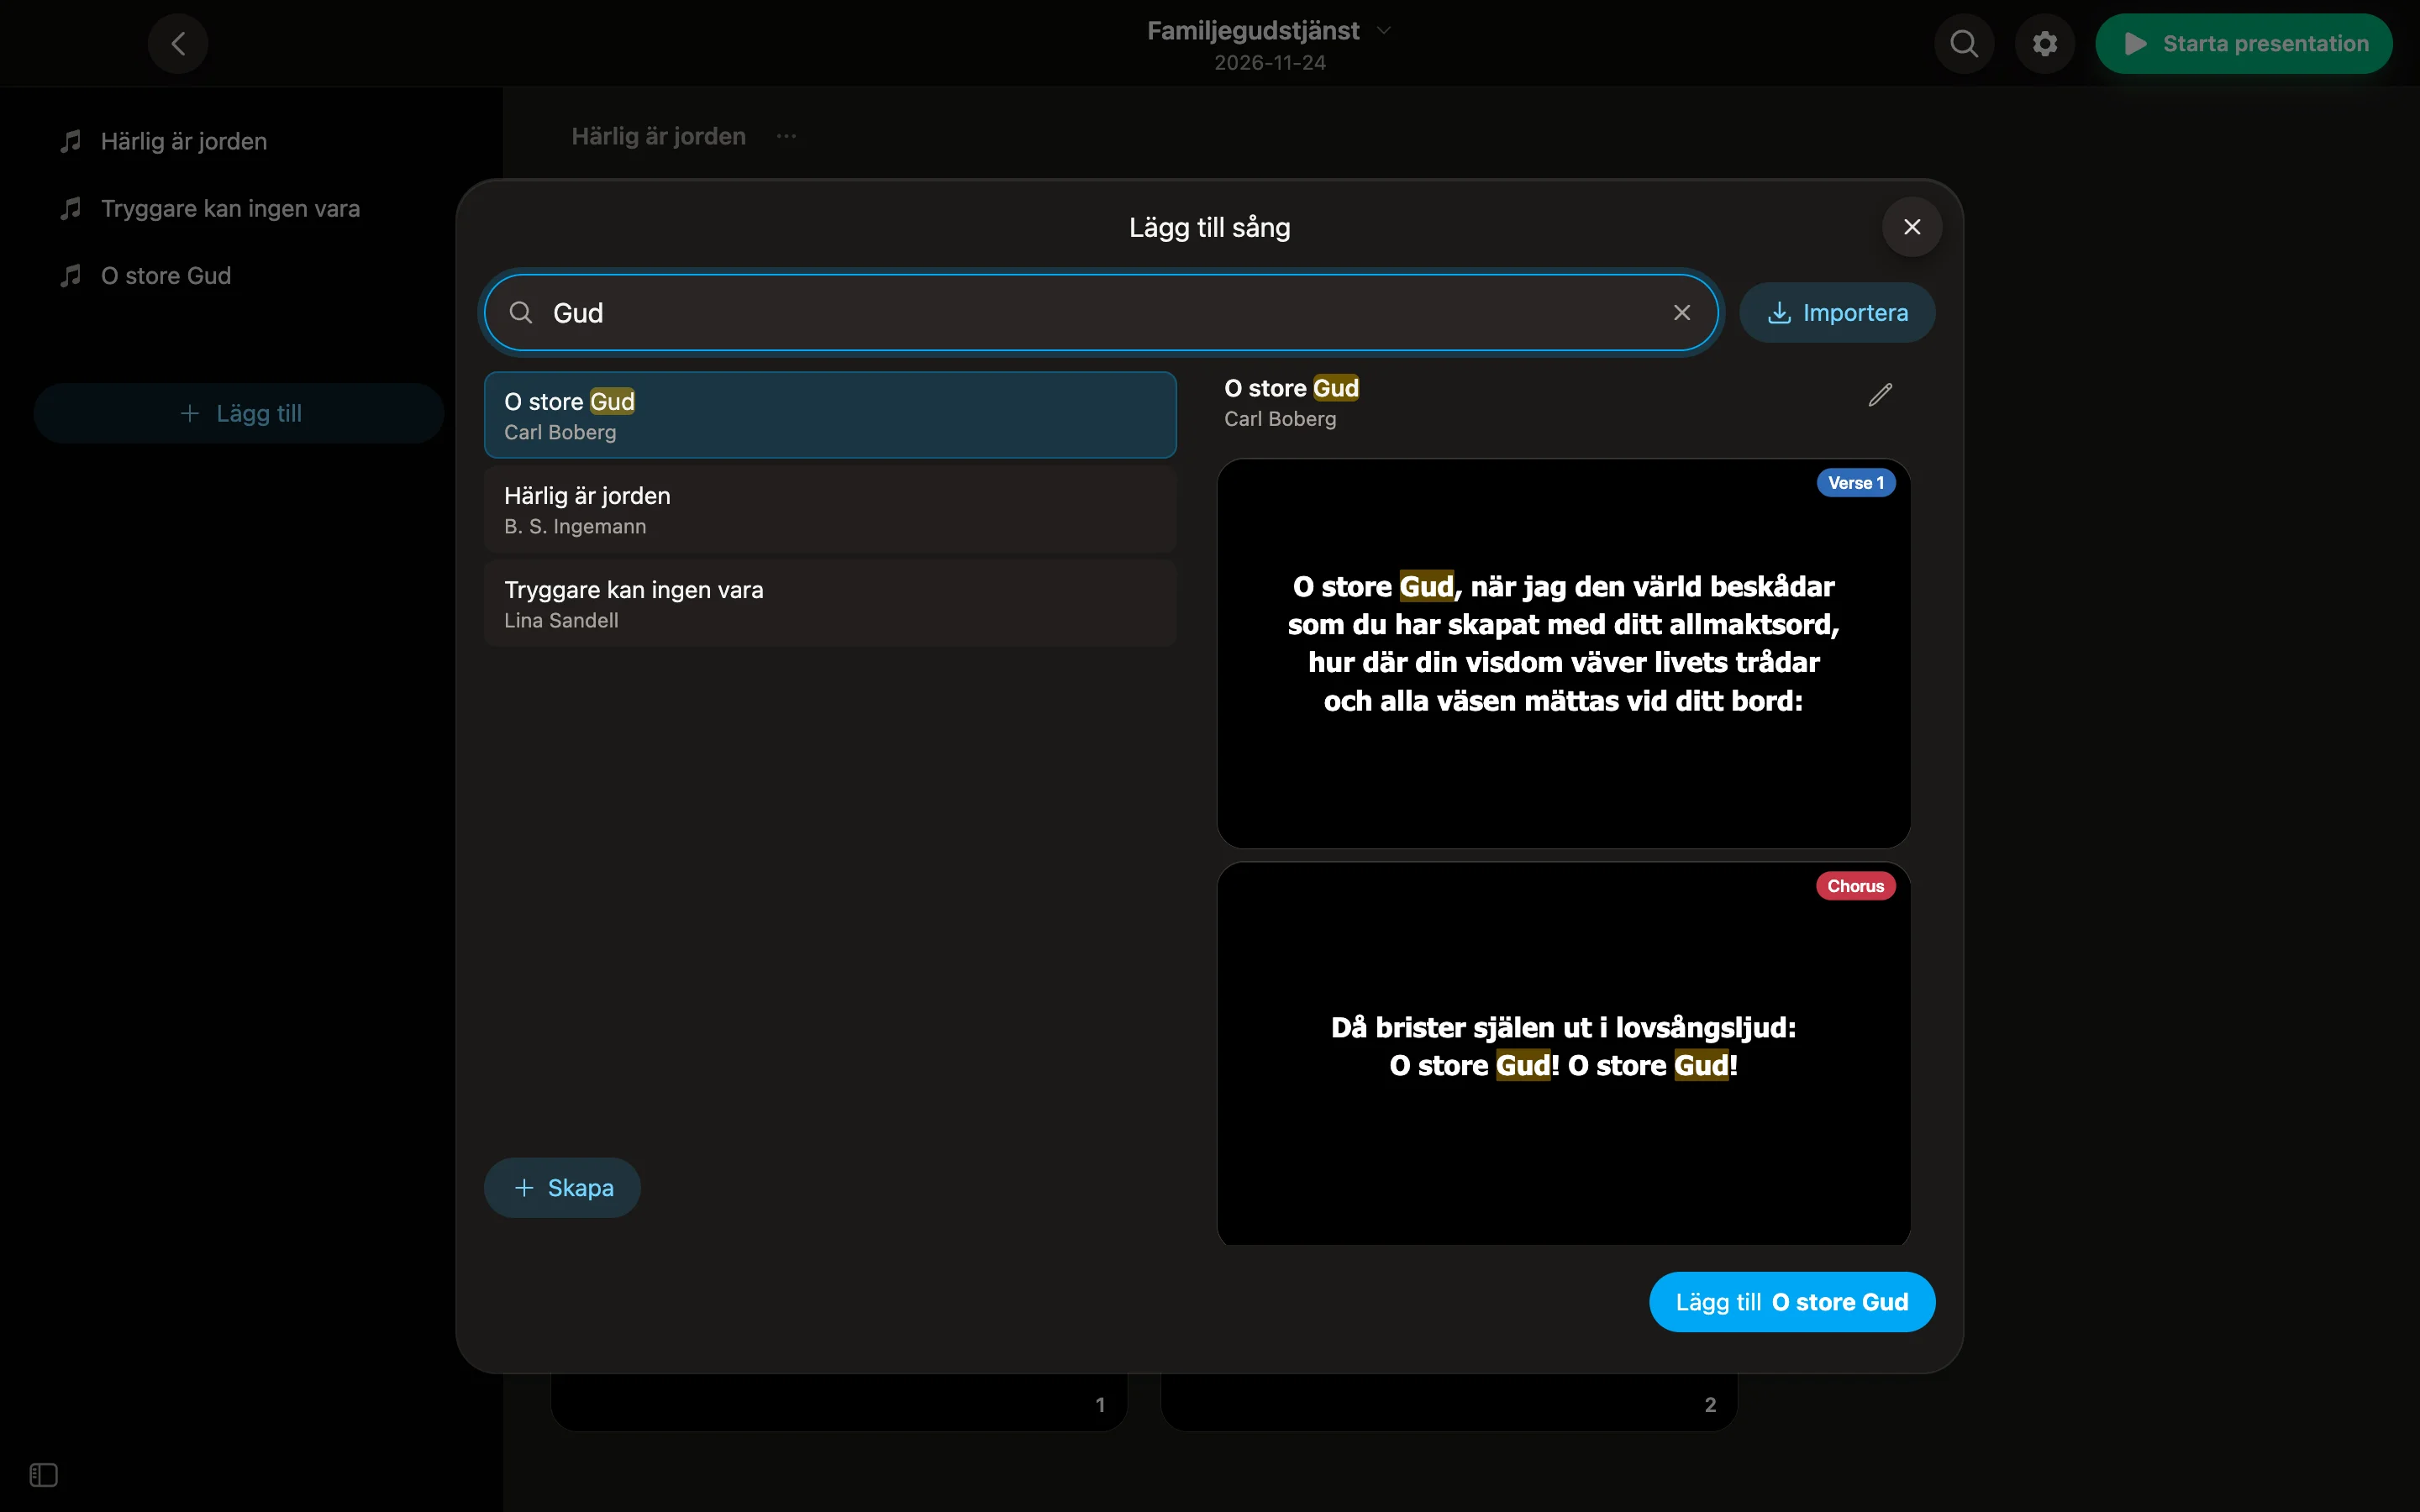 Familjegudstjänst
2026-11-24
Starta presentation
Härlig är jorden
Tryggare kan ingen vara
O store Gud
Lägg till
Härlig är jorden
Lägg till sång
Gud
Importera
O store Gud
Carl Boberg
Härlig är jorden
B. S. Ingemann
Tryggare kan ingen vara
Lina Sandell
Skapa
O store Gud
Carl Boberg
Verse 1
O store Gud, när jag den värld beskådar
som du har skapat med ditt allmaktsord,
hur där din visdom väver livets trådar
och alla väsen mättas vid ditt bord:
Chorus
Då brister själen ut i lovsångsljud:
O store Gud! O store Gud!
Lägg till O store Gud
1
2